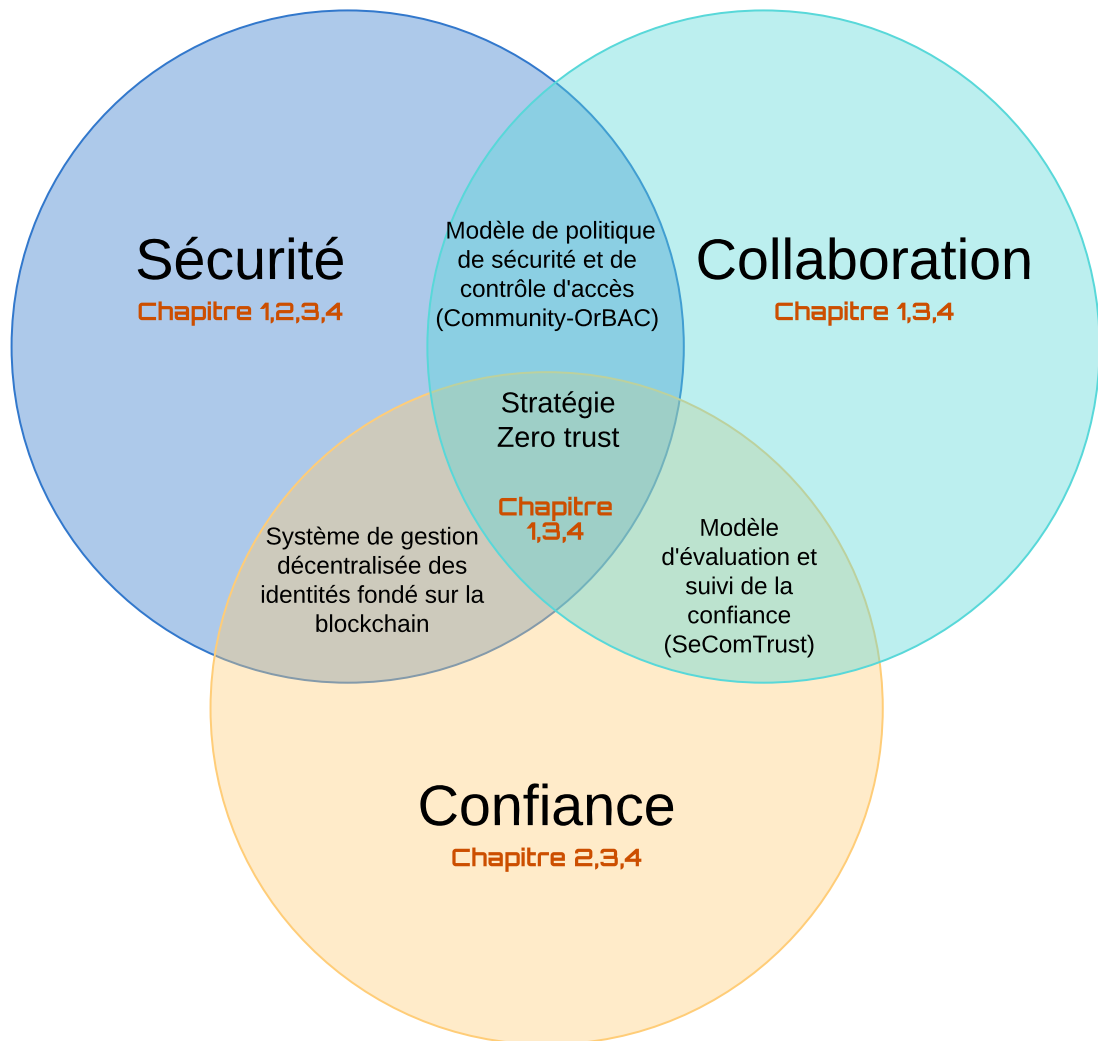 Sécurité
Chapitre 1,2,3,4
Modèle de politique
de sécurité et de
contrôle d'accès
(Community-OrBAC)
Collaboration
Chapitre 1,3,4
Stratégie
Zero trust
Chapitre
1,3,4
Système de gestion
décentralisée des
identités fondé sur la
blockchain
Modèle
d'évaluation et
suivi de la
confiance
(SeComTrust)
Confiance
Chapitre 2,3,4